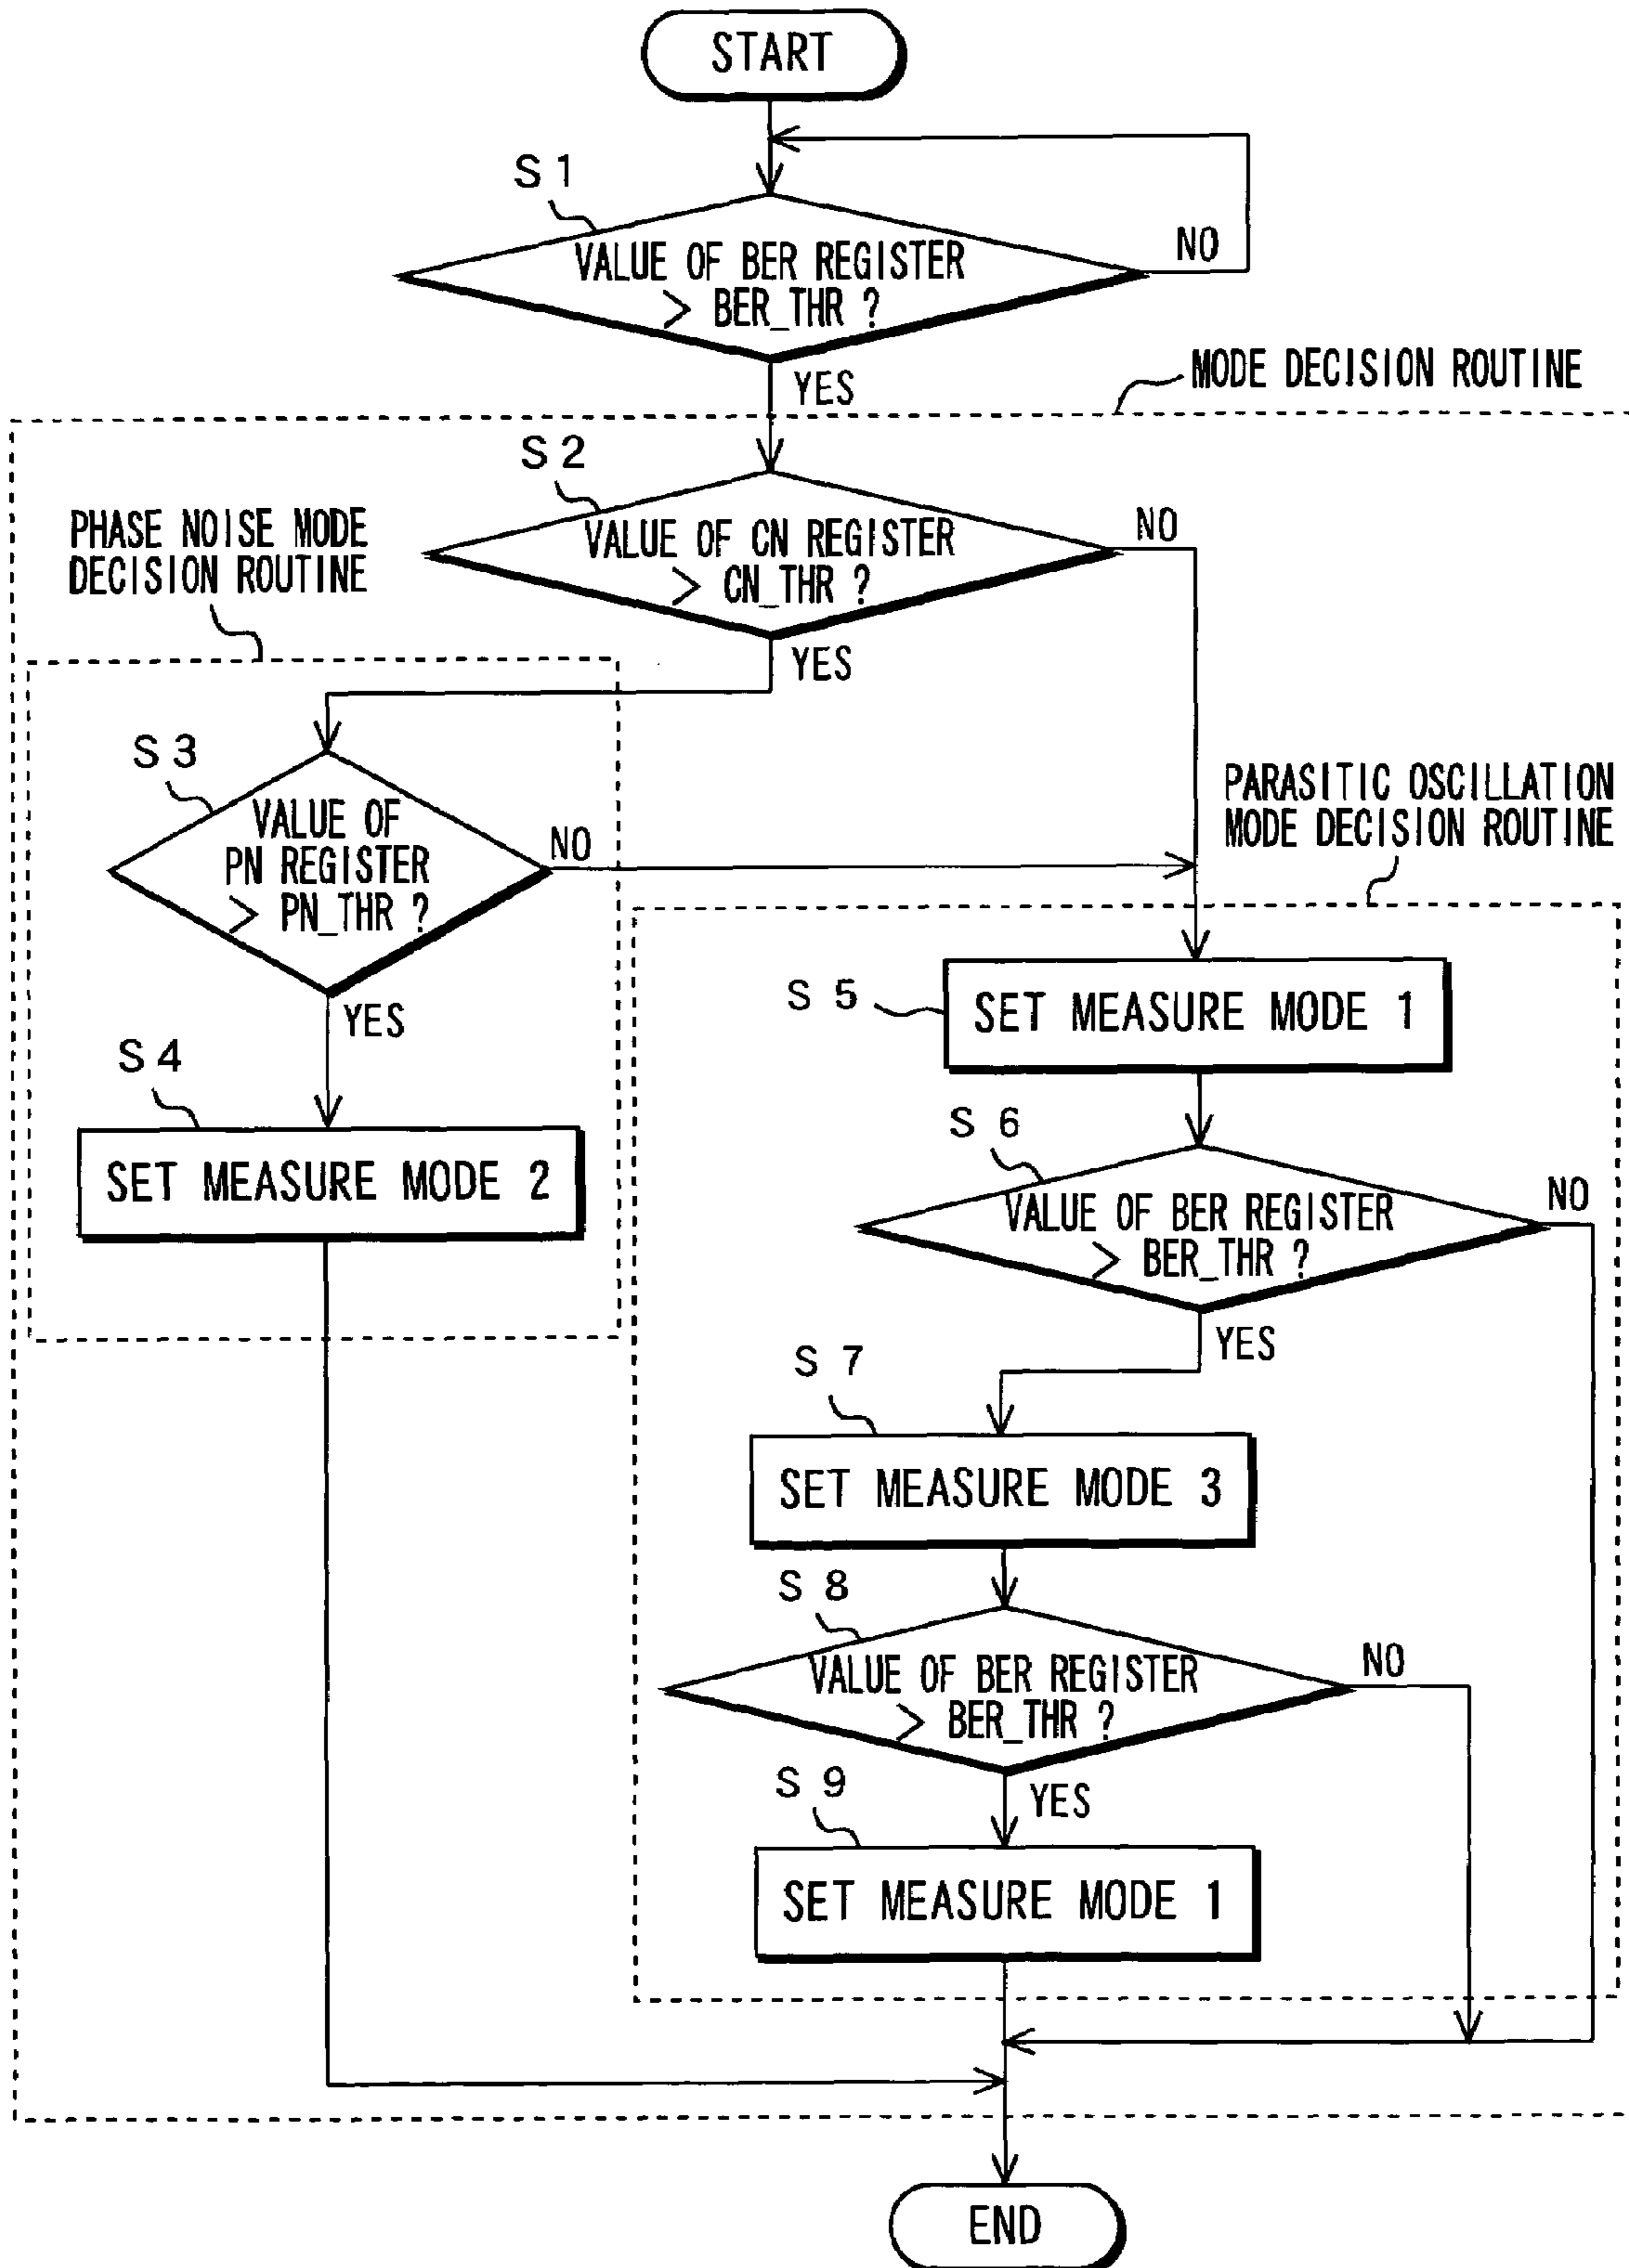 START
S1
VALUE OF BER REGISTER
> BER_THR ?
NO
YES
MODE DECISION ROUTINE
S2
VALUE OF CN REGISTER
> CN_THR ?
NO
YES
PHASE NOISE MODE
DECISION ROUTINE
S3
VALUE OF
PN REGISTER
> PN_THR ?
NO
YES
S4
SET MEASURE MODE 2
PARASITIC OSCILLATION
MODE DECISION ROUTINE
S5
SET MEASURE MODE 1
S6
VALUE OF BER REGISTER
> BER_THR ?
NO
YES
S7
SET MEASURE MODE 3
S8
VALUE OF BER REGISTER
> BER_THR ?
NO
YES
S9
SET MEASURE MODE 1
END